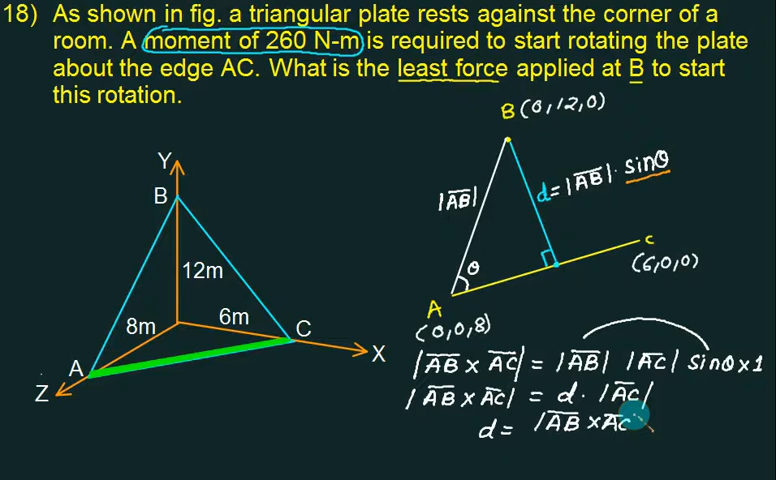 18) As shown in fig. a triangular plate rests against the corner of a
room. A moment of 260 N-m is required to start rotating the plate
about the edge AC. What is the least force applied at B to start
this rotation.
Y
B
12m
8m
6m
C
X
A
Z
B (0,12,0)
|AB|
d = |AB| · sinθ
θ
C
(6,0,0)
A
(0,0,8)
|AB × AC| = |AB| |AC| sinθ × 1
|AB × AC| = d · |AC|
d = |AB × AC